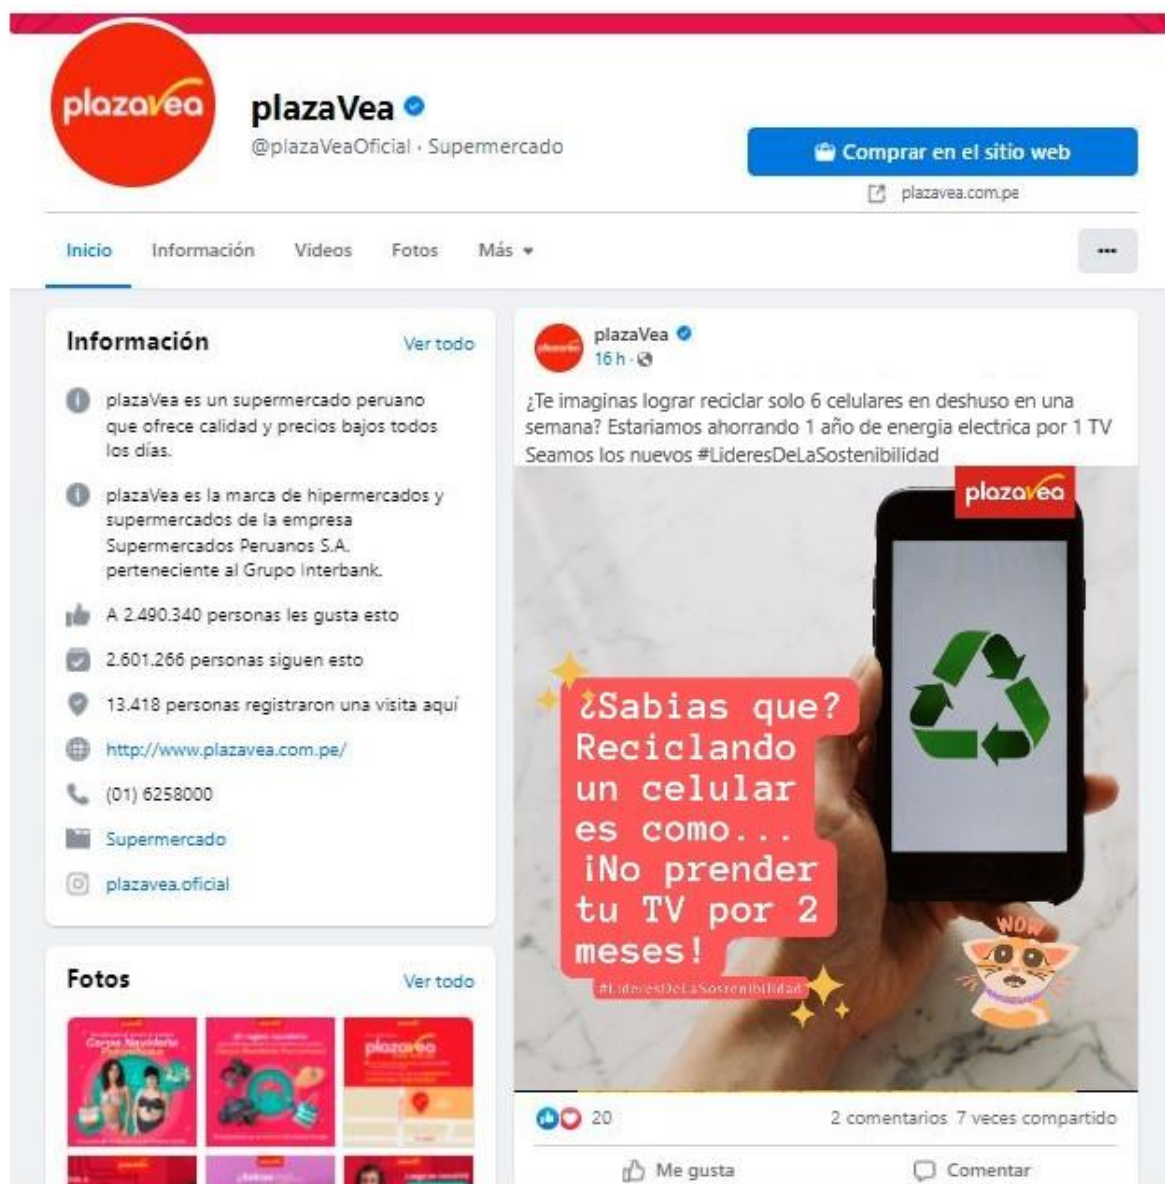 plazavea
plazaVea
@plazaVeaOficial · Supermercado
Comprar en el sitio web
plazavea.com.pe
Inicio Información Videos Fotos Más
Información Ver todo
plazaVea es un supermercado peruano
que ofrece calidad y precios bajos todos
los días.
plazaVea es la marca de hipermercados y
supermercados de la empresa
Supermercados Peruanos S.A.
perteneciente al Grupo Interbank.
A 2.490.340 personas les gusta esto
2.601.266 personas siguen esto
13.418 personas registraron una visita aquí
http://www.plazavea.com.pe/
(01) 6258000
Supermercado
plazavea.oficial
Fotos Ver todo
plazavea
plazaVea
16 h ·
¿Te imaginas lograr reciclar solo 6 celulares en deshuso en una
semana? Estariamos ahorrando 1 año de energia electrica por 1 TV
Seamos los nuevos #LideresDeLaSostenibilidad
plazavea
¿Sabias que?
Reciclando
un celular
es como...
¡No prender
tu TV por 2
meses!
#LideresDeLaSostenibilidad
WOW
20 2 comentarios 7 veces compartido
Me gusta Comentar